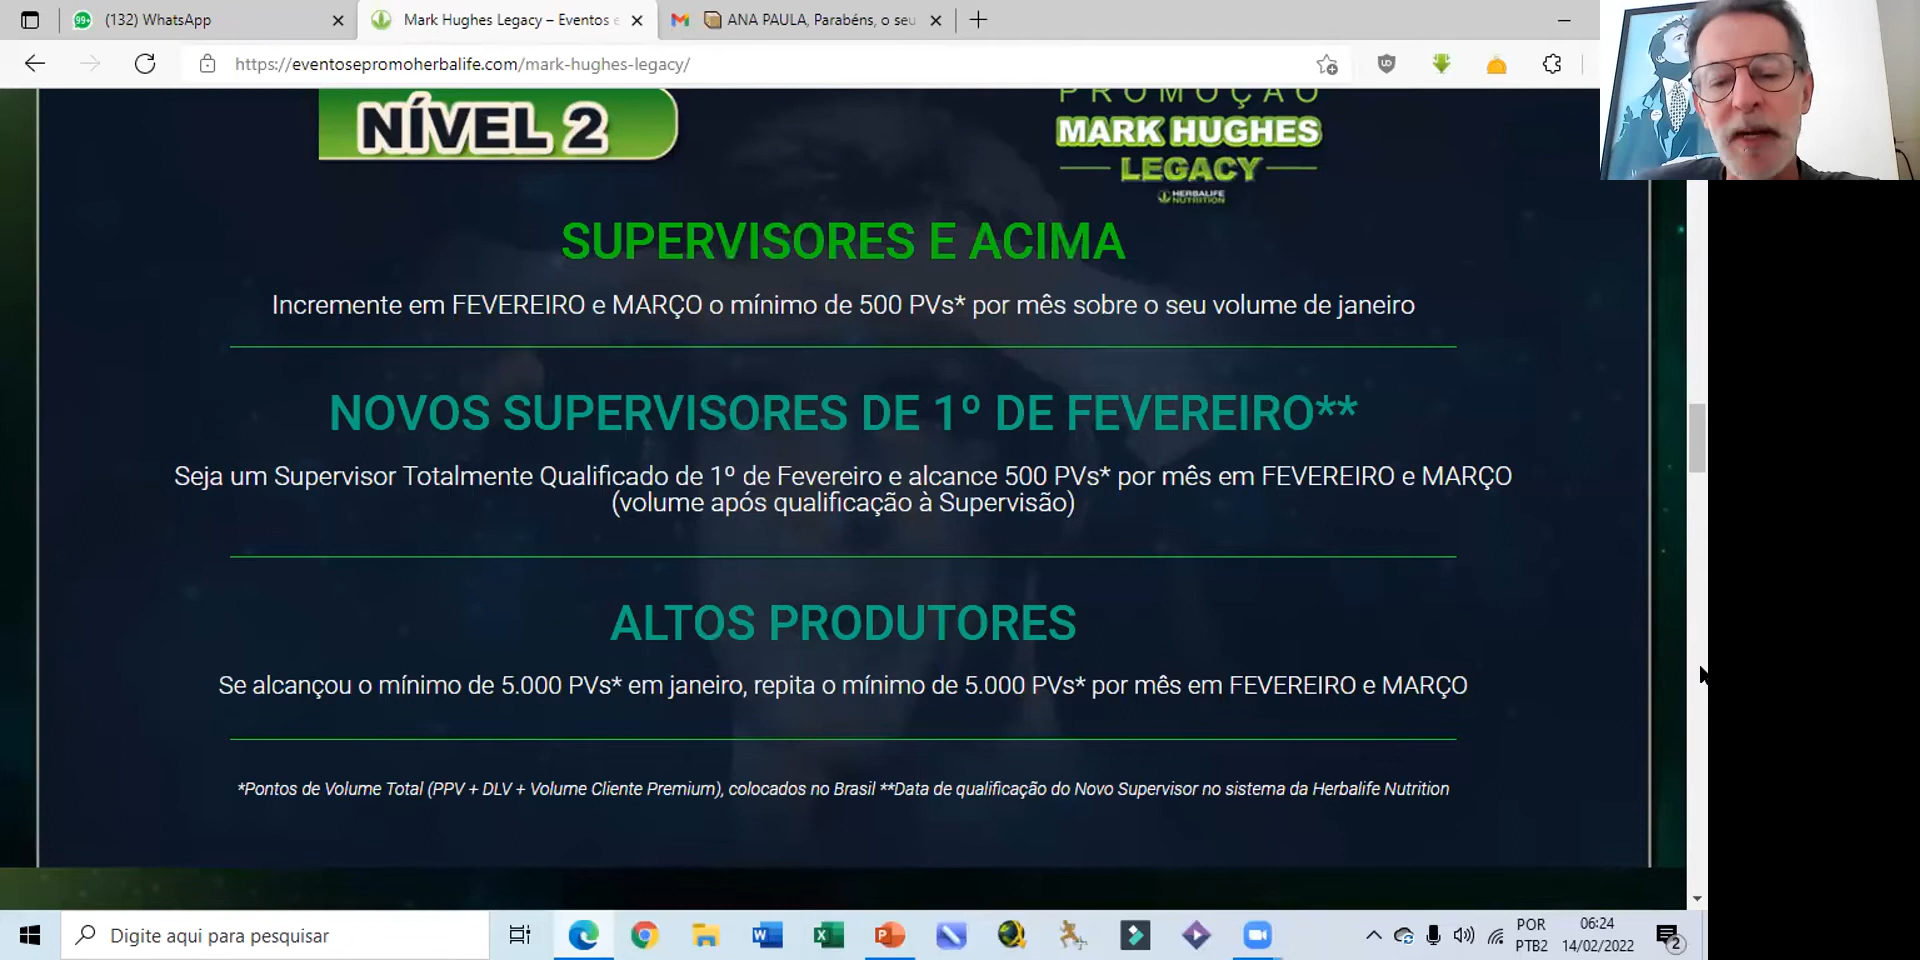 (132) WhatsApp
Mark Hughes Legacy – Eventos e
ANA PAULA, Parabéns, o seu
https://eventosepromoherbalife.com/mark-hughes-legacy/
NÍVEL 2
PROMOÇÃO
MARK HUGHES
LEGACY
HERBALIFE
NUTRITION
SUPERVISORES E ACIMA
Incremente em FEVEREIRO e MARÇO o mínimo de 500 PVs* por mês sobre o seu volume de janeiro
NOVOS SUPERVISORES DE 1º DE FEVEREIRO**
Seja um Supervisor Totalmente Qualificado de 1º de Fevereiro e alcance 500 PVs* por mês em FEVEREIRO e MARÇO
(volume após qualificação à Supervisão)
ALTOS PRODUTORES
Se alcançou o mínimo de 5.000 PVs* em janeiro, repita o mínimo de 5.000 PVs* por mês em FEVEREIRO e MARÇO
*Pontos de Volume Total (PPV + DLV + Volume Cliente Premium), colocados no Brasil **Data de qualificação do Novo Supervisor no sistema da Herbalife Nutrition
Digite aqui para pesquisar
POR
PTB2
06:24
14/02/2022
2